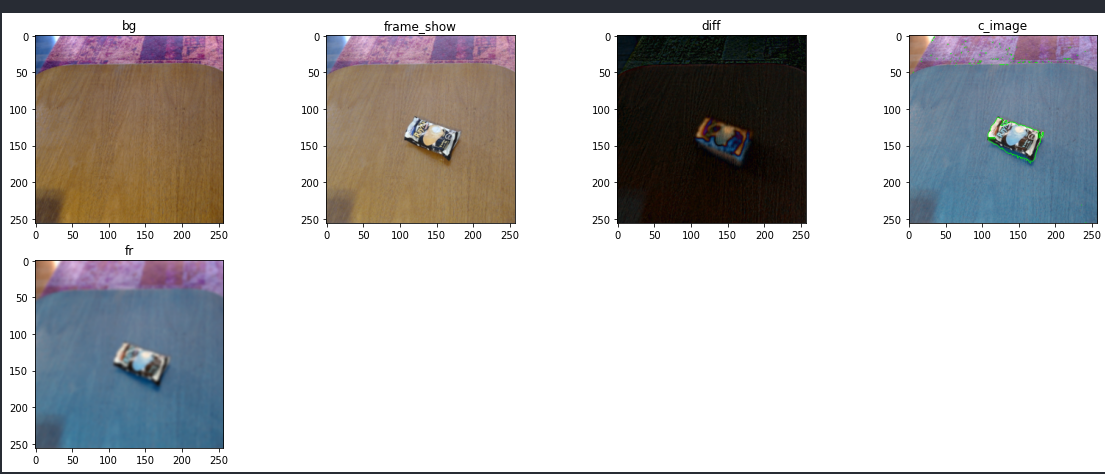 bg frame_show diff c_image
0 0 0 0
50 50 50 50
100 100 100 100
150 150 150 150
200 200 200 200
250 250 250 250
0 50 100 150 200 250 0 50 100 150 200 250 0 50 100 150 200 250 0 50 100 150 200 250
fr
0
50
100
150
200
250
0 50 100 150 200 250